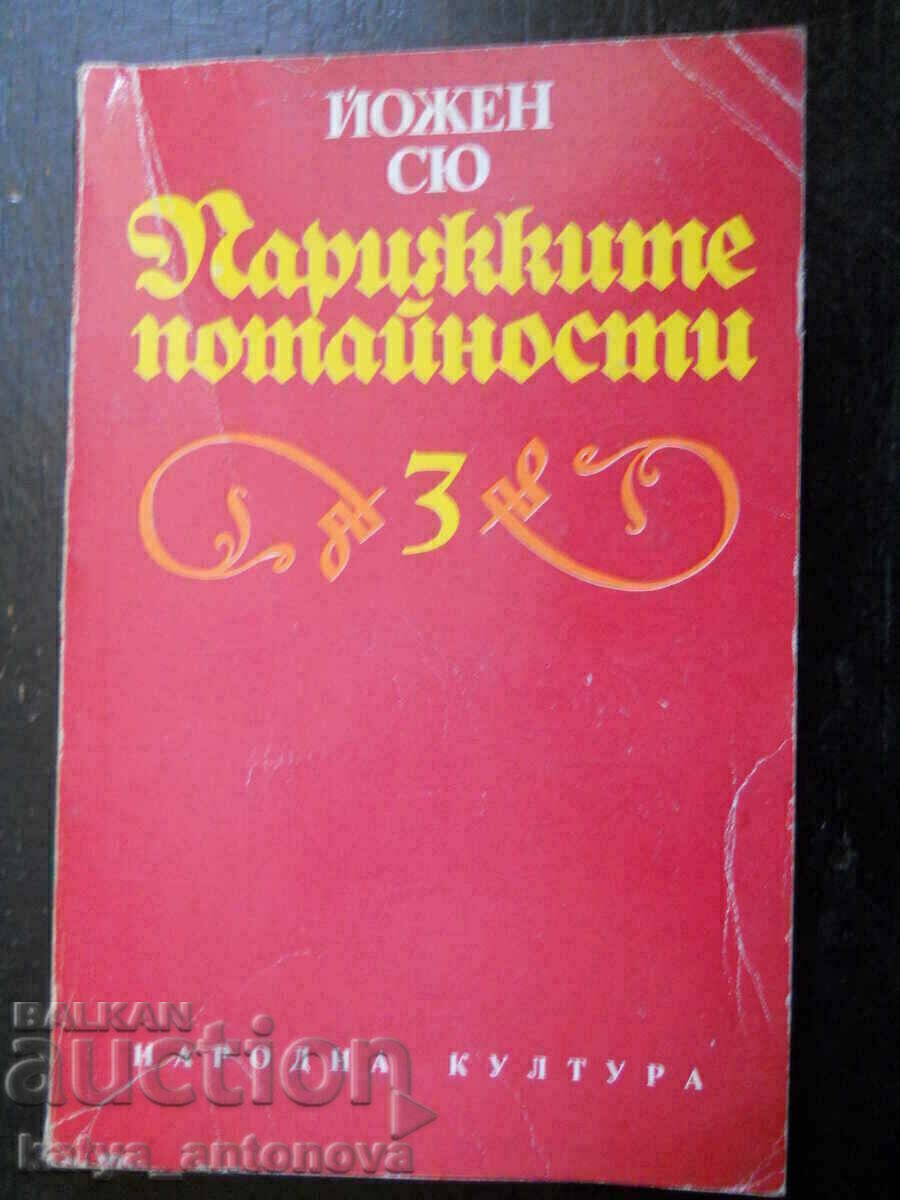 ЙОЖЕН
СЮ
Парижките
потайности
3
НАРОДНА КУЛТУРА
BALKAN
auction
katya_antonova